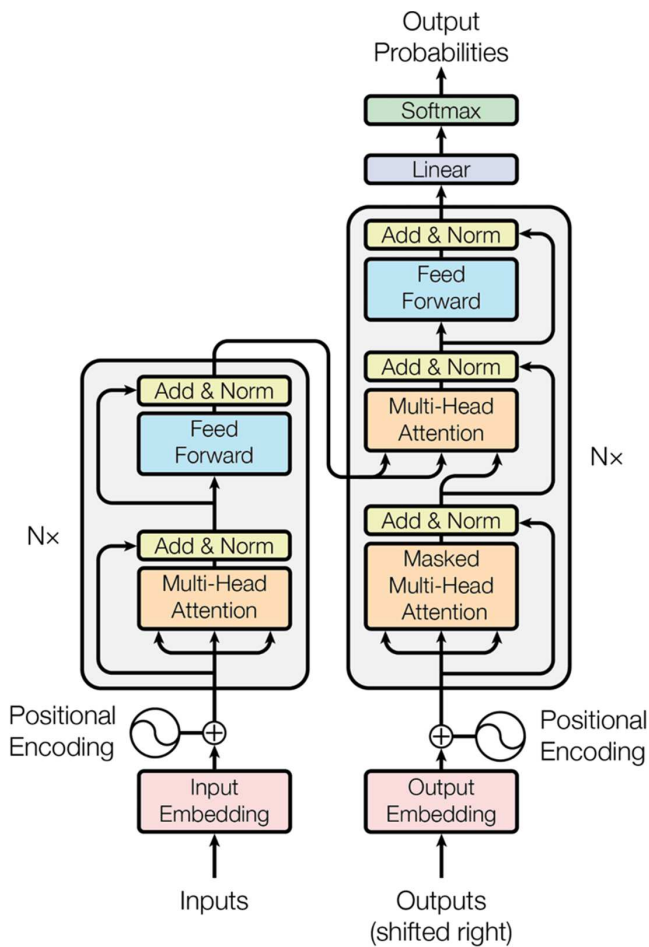 Output
Probabilities
Softmax
Linear
Add & Norm
Feed
Forward
Add & Norm
Multi-Head
Attention
Nx
Add & Norm
Masked
Multi-Head
Attention
Add & Norm
Feed
Forward
Nx
Add & Norm
Multi-Head
Attention
Positional
Encoding
Positional
Encoding
Input
Embedding
Output
Embedding
Inputs
Outputs
(shifted right)